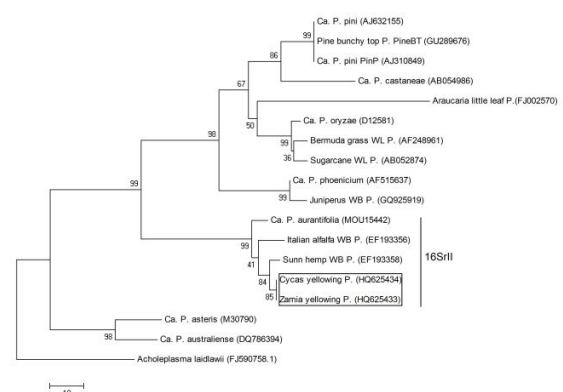 Ca. P. pini (AJ632155)
99
Pine bunchy top P. PineBT (GU289676)
86
Ca. P. pini PinP (AJ310849)
67
Ca. P. castaneae (AB054986)
Araucaria little leaf P.(FJ002570)
50
Ca. P. oryzae (D12581)
98
99
Bermuda grass WL P. (AF248961)
36
Sugarcane WL P. (AB052874)
99
Ca. P. phoenicium (AF515637)
99
Juniperus WB P. (GQ925919)
Ca. P. aurantifolia (MOU15442)
99
Italian alfalfa WB P. (EF193356)
41
Sunn hemp WB P. (EF193358)
16SrII
84
Cycas yellowing P. (HQ625434)
85
Zamia yellowing P. (HQ625433)
Ca. P. asteris (M30790)
98
Ca. P. australiense (DQ786394)
Acholeplasma laidlawii (FJ590758.1)